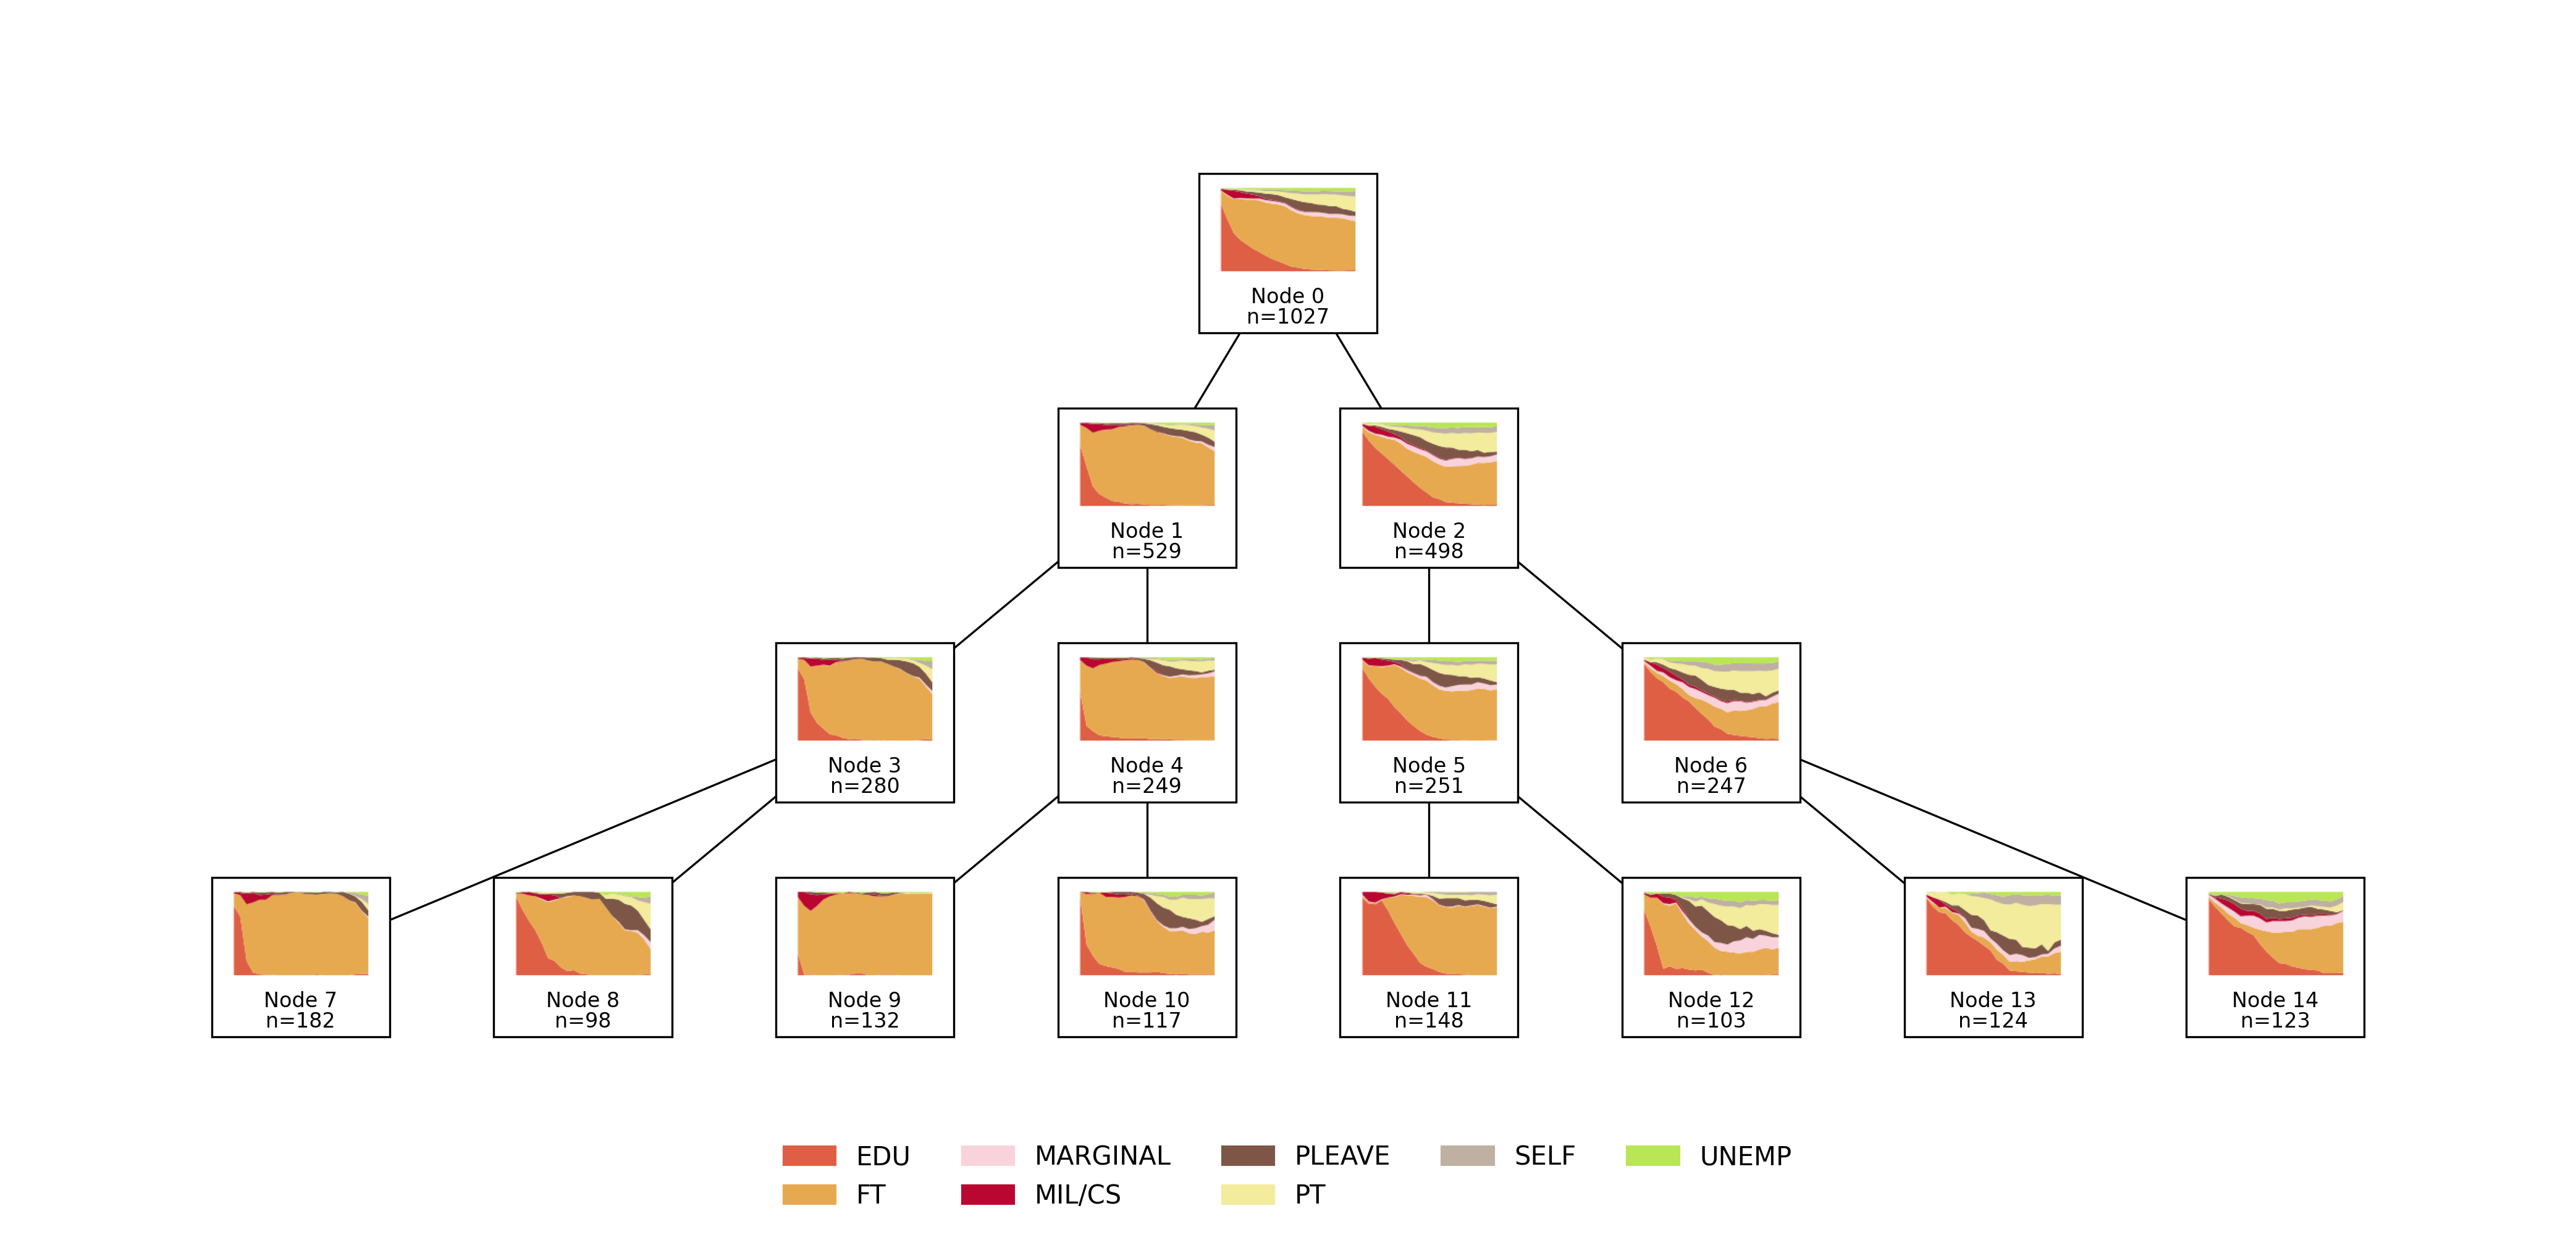 Node 0
n=1027
Node 1
n=529
Node 2
n=498
Node 3
n=280
Node 4
n=249
Node 5
n=251
Node 6
n=247
Node 7
n=182
Node 8
n=98
Node 9
n=132
Node 10
n=117
Node 11
n=148
Node 12
n=103
Node 13
n=124
Node 14
n=123
EDU MARGINAL PLEAVE SELF UNEMP
FT MIL/CS PT